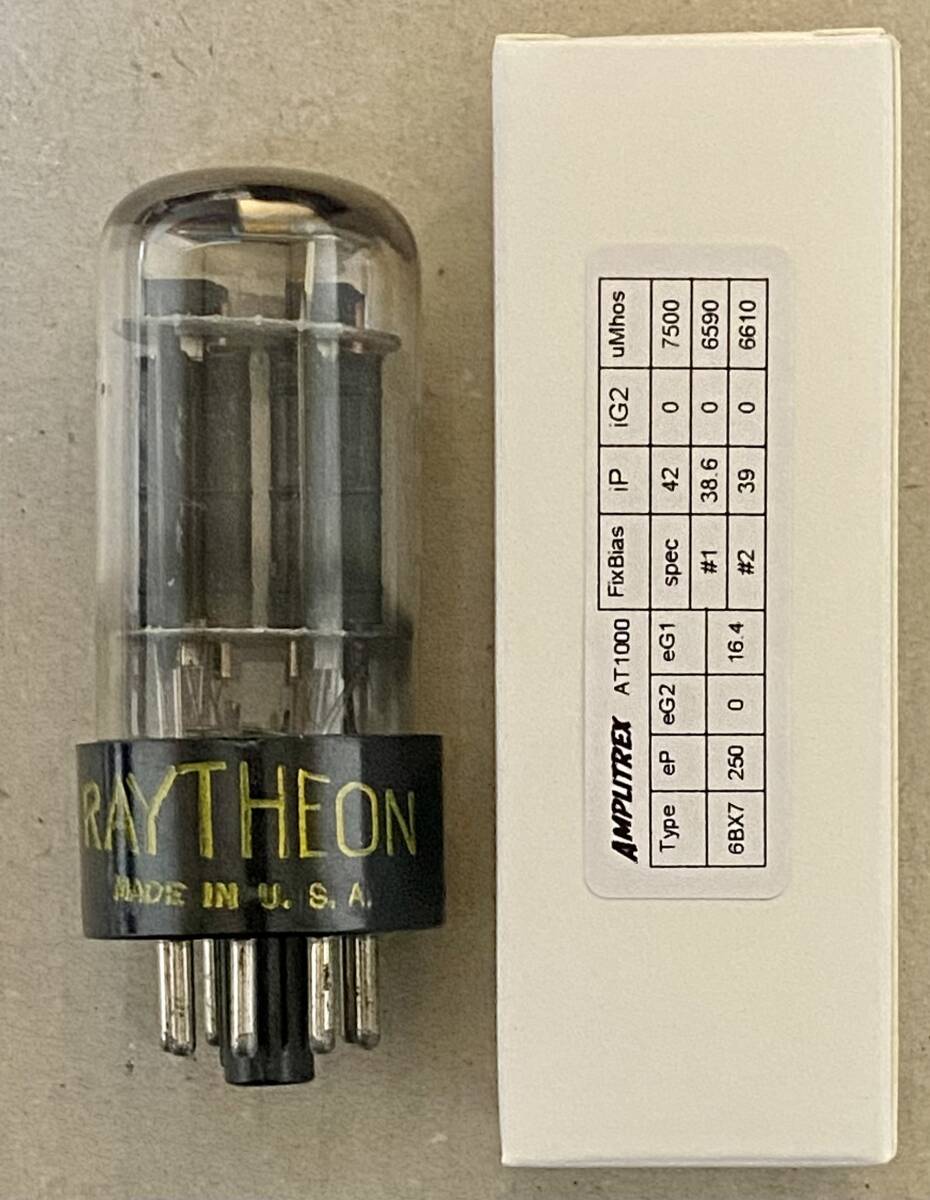 RAYTHEON
MADE IN U. S. A.
AMPLITREX AT1000 FixBias iP iG2 uMhos
Type eP eG2 eG1 spec 42 0 7500
#1 38.6 0 6590
6BX7 250 0 16.4 #2 39 0 6610